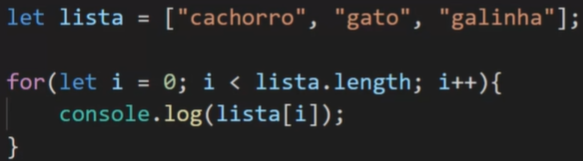 let lista = ["cachorro", "gato", "galinha"];
for(let i = 0; i < lista.length; i++){
    console.log(lista[i]);
}